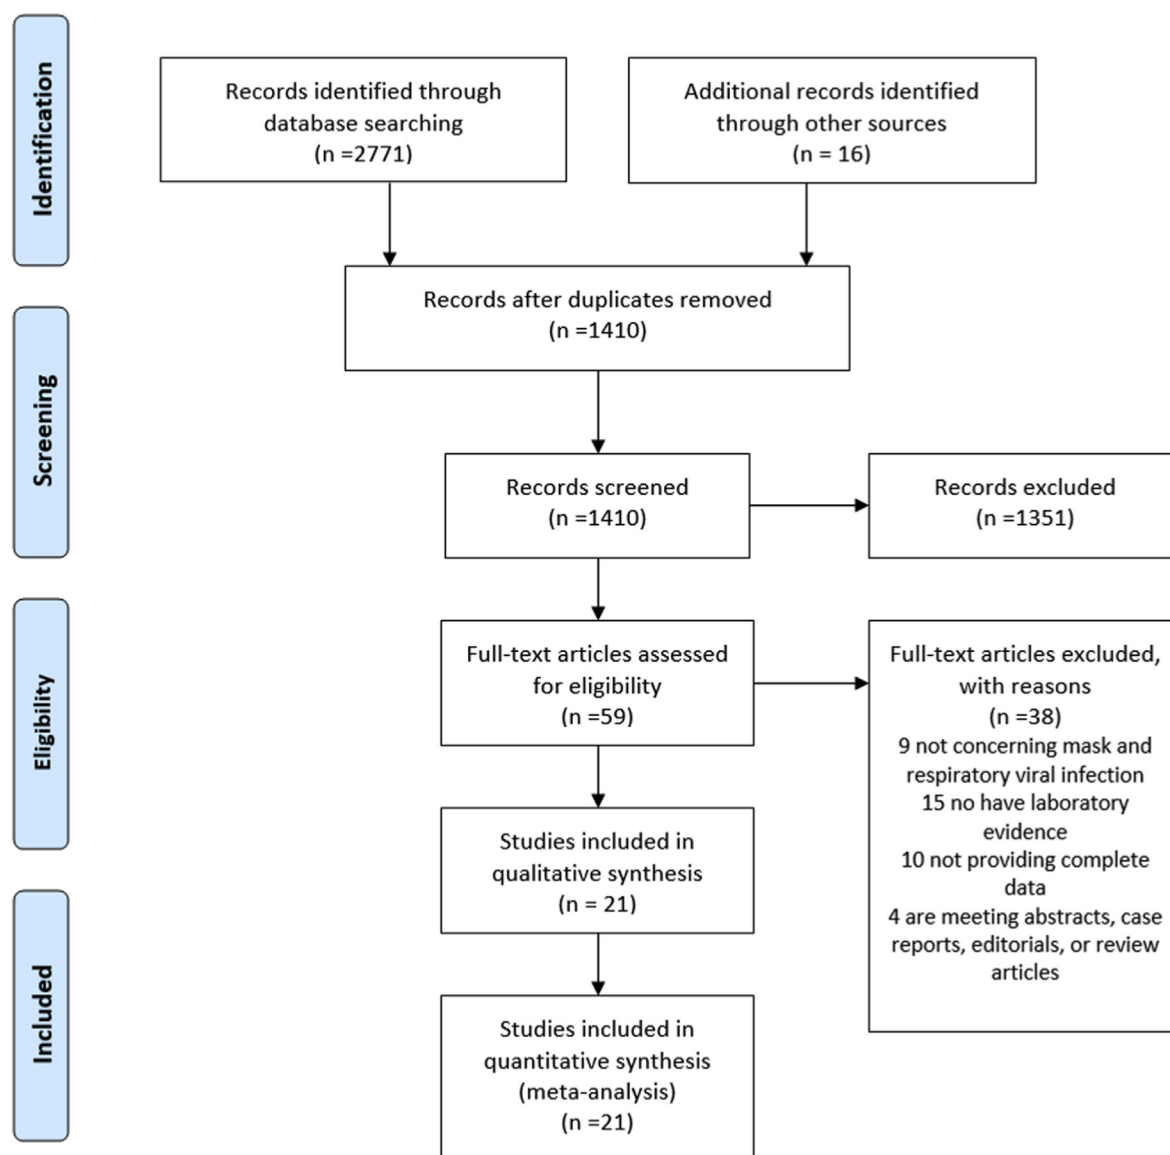 Identification
Records identified through
database searching
(n =2771)
Additional records identified
through other sources
(n = 16)
Records after duplicates removed
(n =1410)
Screening
Records screened
(n =1410)
Records excluded
(n =1351)
Eligibility
Full-text articles assessed
for eligibility
(n =59)
Full-text articles excluded,
with reasons
(n =38)
9 not concerning mask and
respiratory viral infection
15 no have laboratory
evidence
10 not providing complete
data
4 are meeting abstracts, case
reports, editorials, or review
articles
Studies included in
qualitative synthesis
(n = 21)
Included
Studies included in
quantitative synthesis
(meta-analysis)
(n =21)